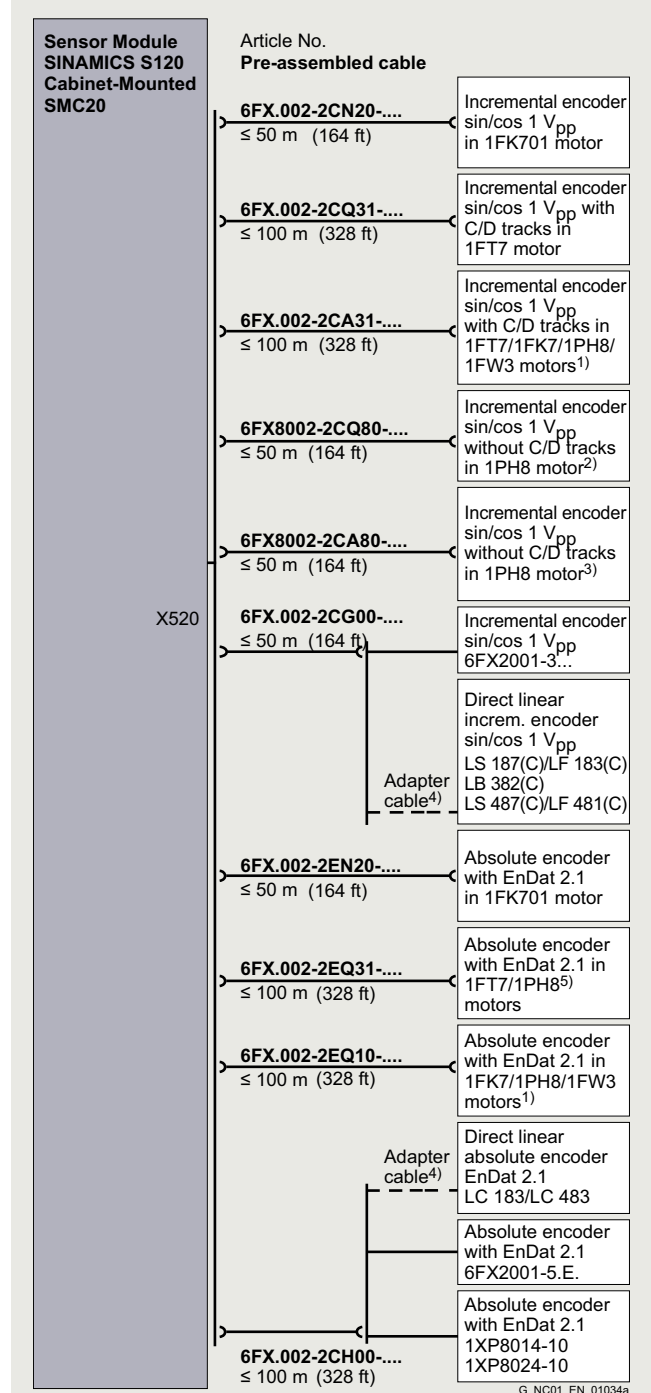 Sensor Module
SINAMICS S120
Cabinet-Mounted
SMC20
Article No.
Pre-assembled cable
6FX.002-2CN20-....
≤ 50 m (164 ft)
Incremental encoder
sin/cos 1 Vpp
in 1FK701 motor
6FX.002-2CQ31-....
≤ 100 m (328 ft)
Incremental encoder
sin/cos 1 Vpp with
C/D tracks in
1FT7 motor
6FX.002-2CA31-....
≤ 100 m (328 ft)
Incremental encoder
sin/cos 1 Vpp
with C/D tracks in
1FT7/1FK7/1PH8/
1FW3 motors1)
6FX8002-2CQ80-....
≤ 50 m (164 ft)
Incremental encoder
sin/cos 1 Vpp
without C/D tracks
in 1PH8 motor2)
6FX8002-2CA80-....
≤ 50 m (164 ft)
Incremental encoder
sin/cos 1 Vpp
without C/D tracks
in 1PH8 motor3)
X520
6FX.002-2CG00-....
≤ 50 m (164 ft)
Incremental encoder
sin/cos 1 Vpp
6FX2001-3...
Adapter
cable4)
Direct linear
increm. encoder
sin/cos 1 Vpp
LS 187(C)/LF 183(C)
LB 382(C)
LS 487(C)/LF 481(C)
6FX.002-2EN20-....
≤ 50 m (164 ft)
Absolute encoder
with EnDat 2.1
in 1FK701 motor
6FX.002-2EQ31-....
≤ 100 m (328 ft)
Absolute encoder
with EnDat 2.1 in
1FT7/1PH85)
motors
6FX.002-2EQ10-....
≤ 100 m (328 ft)
Absolute encoder
with EnDat 2.1 in
1FK7/1PH8/1FW3
motors1)
Adapter
cable4)
Direct linear
absolute encoder
EnDat 2.1
LC 183/LC 483
Absolute encoder
with EnDat 2.1
6FX2001-5.E.
6FX.002-2CH00-....
≤ 100 m (328 ft)
Absolute encoder
with EnDat 2.1
1XP8014-10
1XP8024-10
G_NC01_EN_01034a